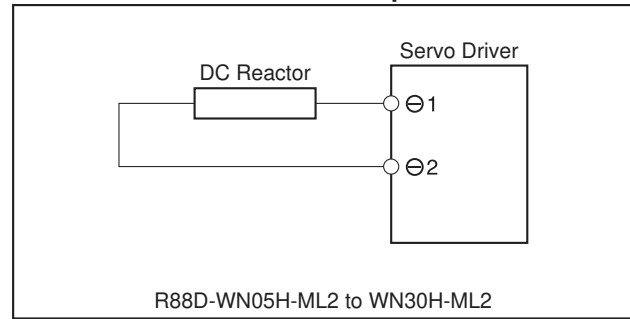 Servo Driver
DC Reactor
⊖1
⊖2
R88D-WN05H-ML2 to WN30H-ML2